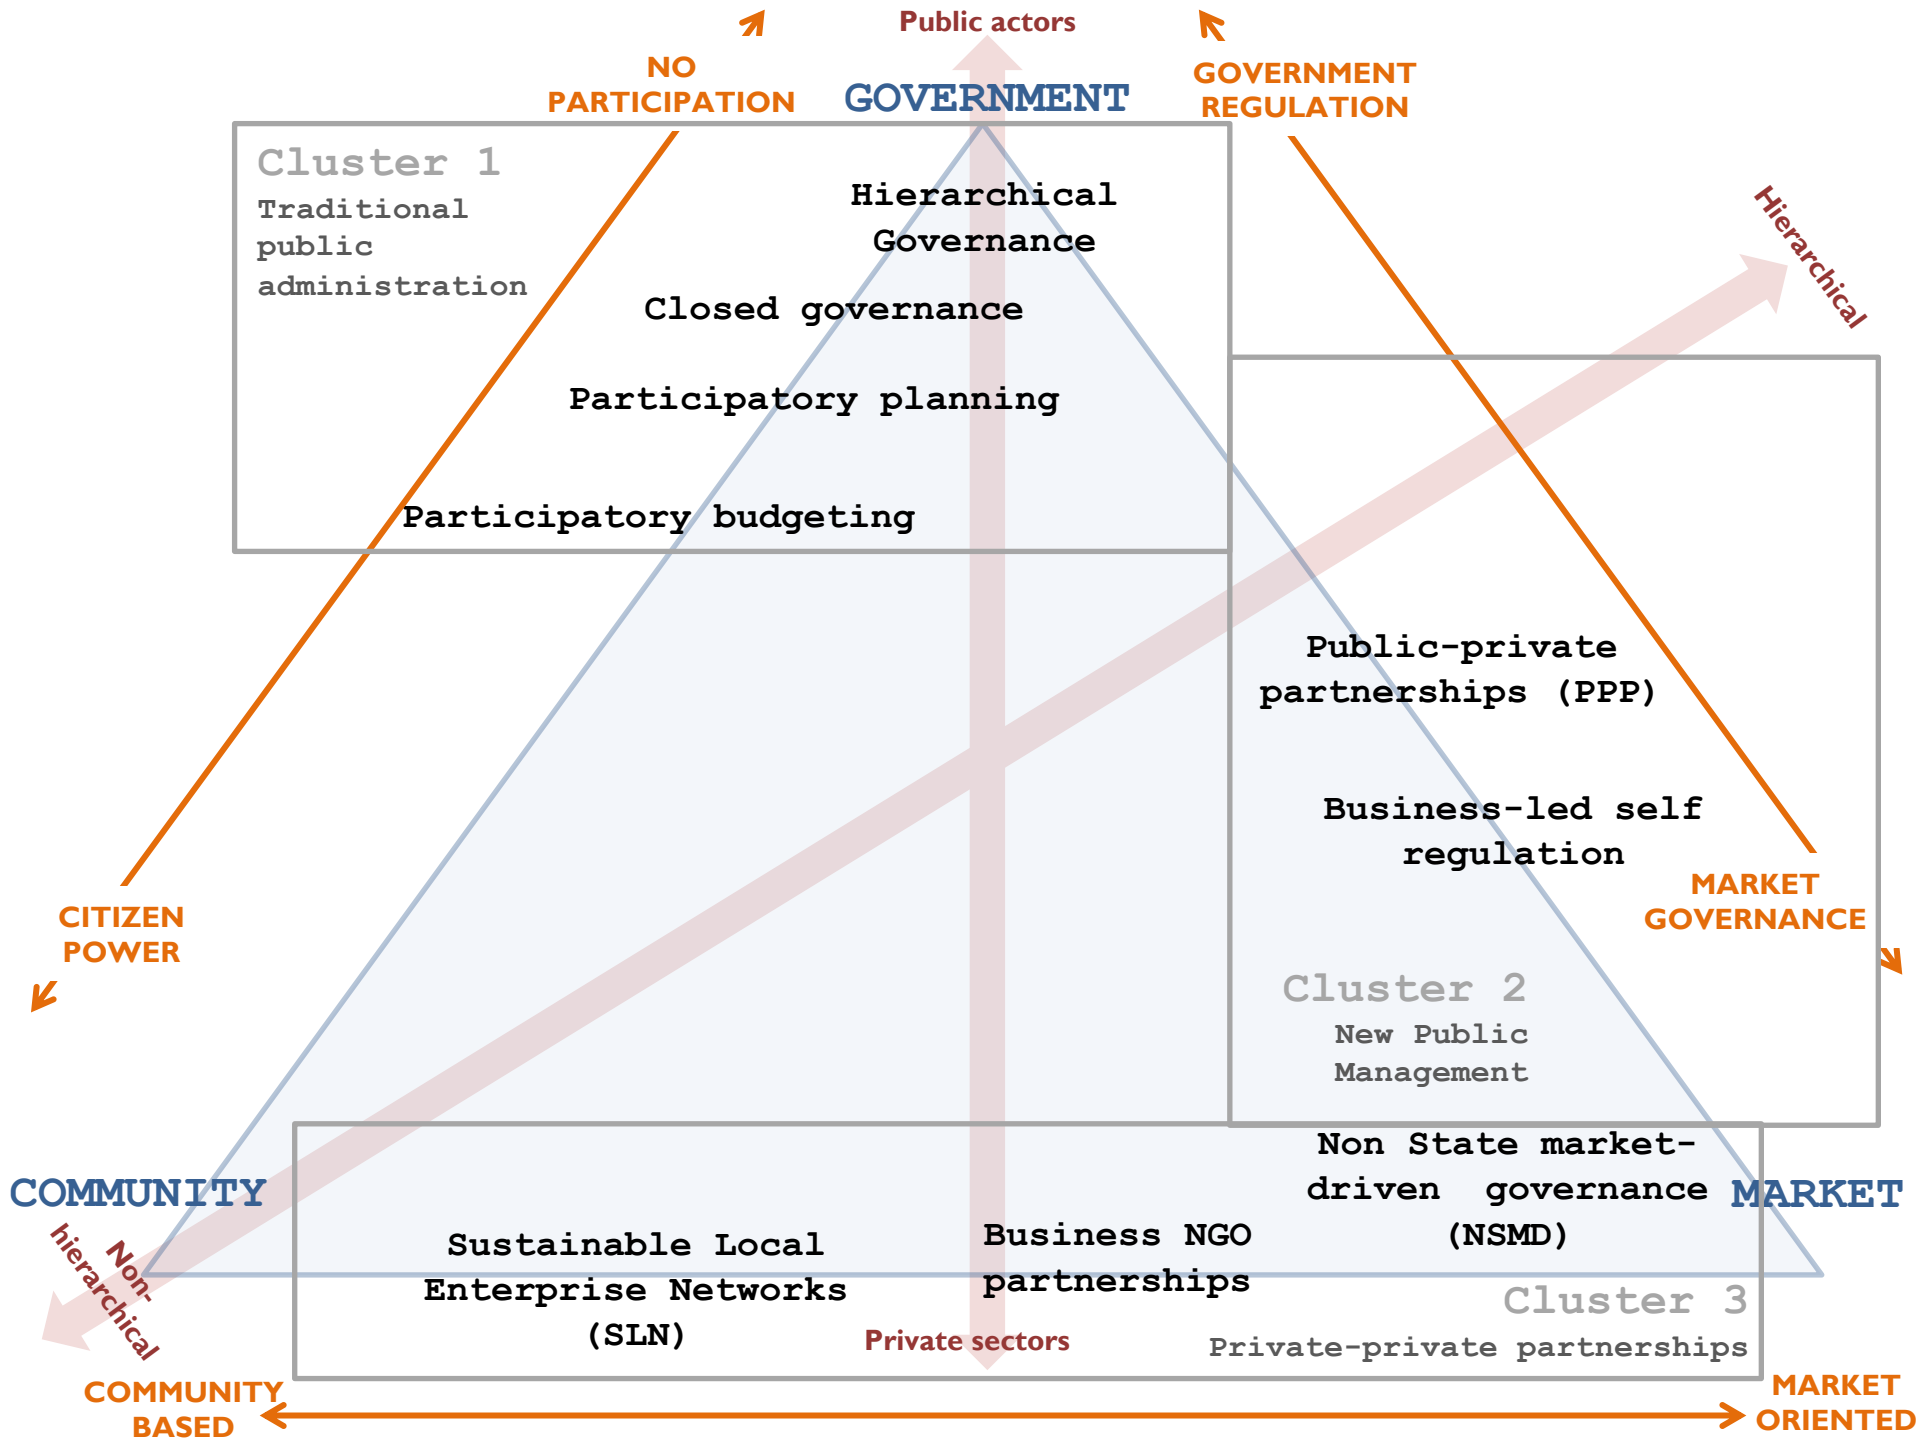 Public actors
NO
PARTICIPATION
GOVERNMENT
GOVERNMENT
REGULATION
Cluster 1
Traditional
public
administration
Hierarchical
Governance
Hierarchical
Closed governance
Participatory planning
Participatory budgeting
Public-private
partnerships (PPP)
Business-led self
regulation
MARKET
GOVERNANCE
CITIZEN
POWER
Cluster 2
New Public
Management
Non State market-
driven  governance
(NSMD)
COMMUNITY
MARKET
Non-
hierarchical
Sustainable Local
Enterprise Networks
(SLN)
Business NGO
partnerships
Cluster 3
Private-private partnerships
Private sectors
COMMUNITY
BASED
MARKET
ORIENTED